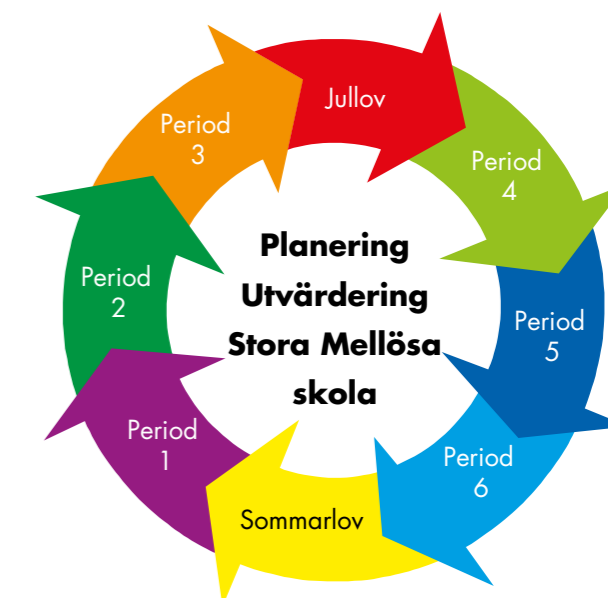 Jullov
Period
4
Period
5
Period
6
Sommarlov
Period
1
Period
2
Period
3
Planering
Utvärdering
Stora Mellösa
skola